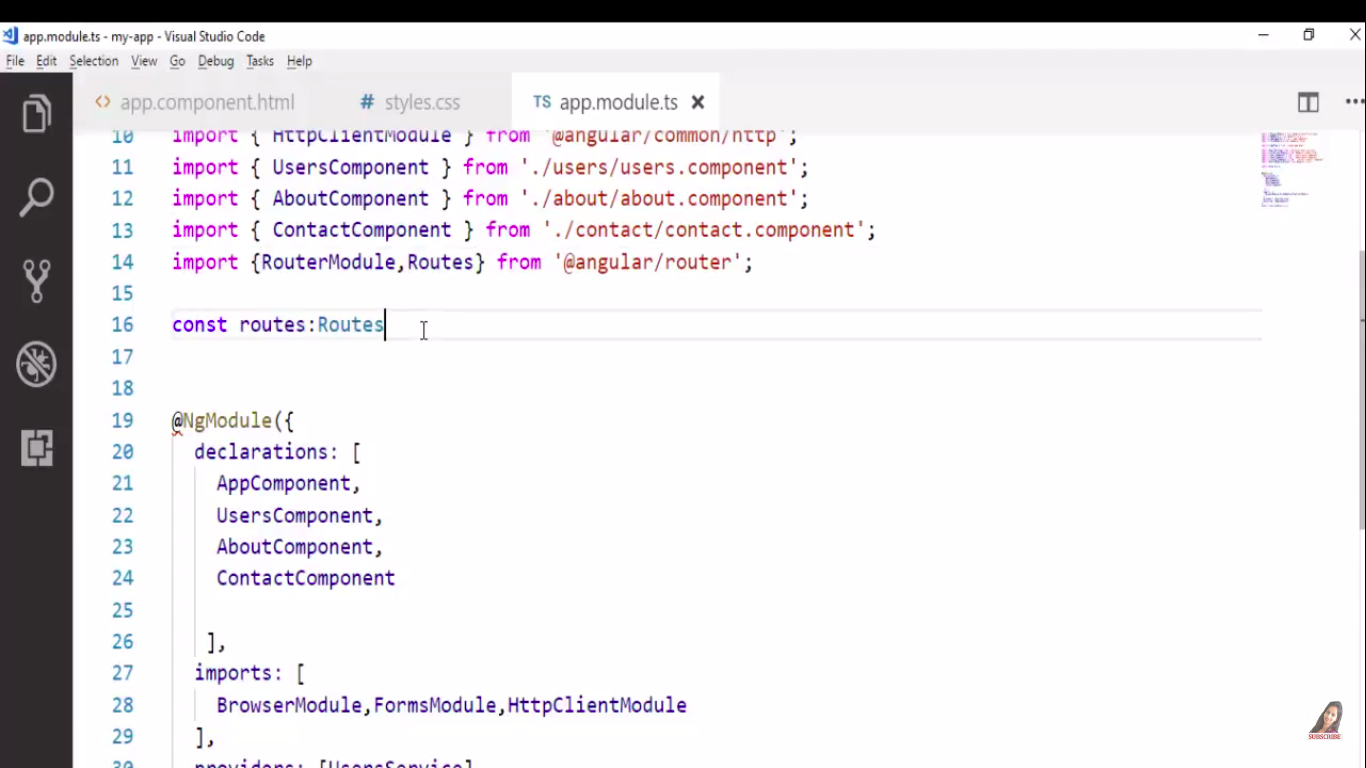 app.module.ts - my-app - Visual Studio Code
File Edit Selection View Go Debug Tasks Help
<> app.component.html # styles.css TS app.module.ts
10 import { HttpClientModule } from '@angular/common/http';
11 import { UsersComponent } from './users/users.component';
12 import { AboutComponent } from './about/about.component';
13 import { ContactComponent } from './contact/contact.component';
14 import {RouterModule,Routes} from '@angular/router';
15
16 const routes:Routes
17
18
19 @NgModule({
20 declarations: [
21 AppComponent,
22 UsersComponent,
23 AboutComponent,
24 ContactComponent
25
26 ],
27 imports: [
28 BrowserModule,FormsModule,HttpClientModule
29 ],
30 providers: [UsersService]
SUBSCRIBE